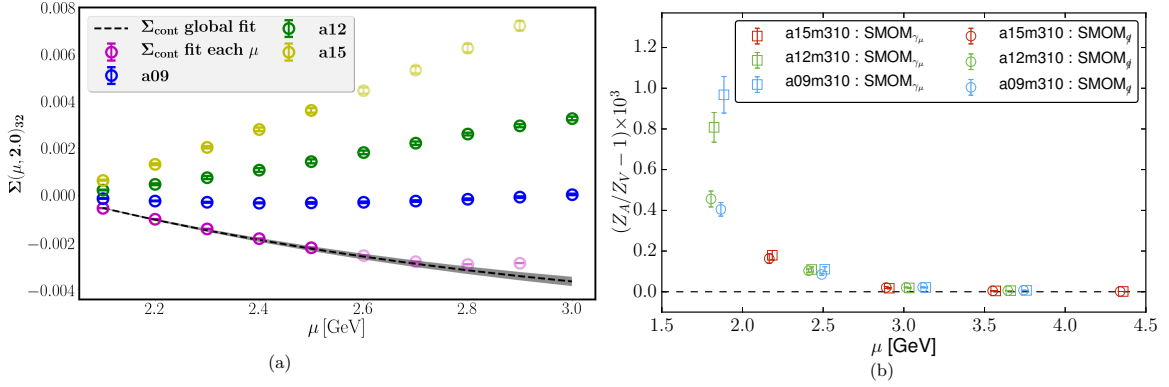 Σcont global fit
Σcont fit each μ
a09
a12
a15
0.008
0.006
0.004
0.002
0.000
−0.002
−0.004
Σ(μ, 2.0)32
2.2
2.4
2.6
2.8
3.0
μ [GeV]
(a)
a15m310 : SMOMγμ
a12m310 : SMOMγμ
a09m310 : SMOMγμ
a15m310 : SMOMq̸
a12m310 : SMOMq̸
a09m310 : SMOMq̸
1.2
1.0
0.8
0.6
0.4
0.2
0.0
(ZA/ZV − 1)×10³
1.5
2.0
2.5
3.0
3.5
4.0
4.5
μ [GeV]
(b)